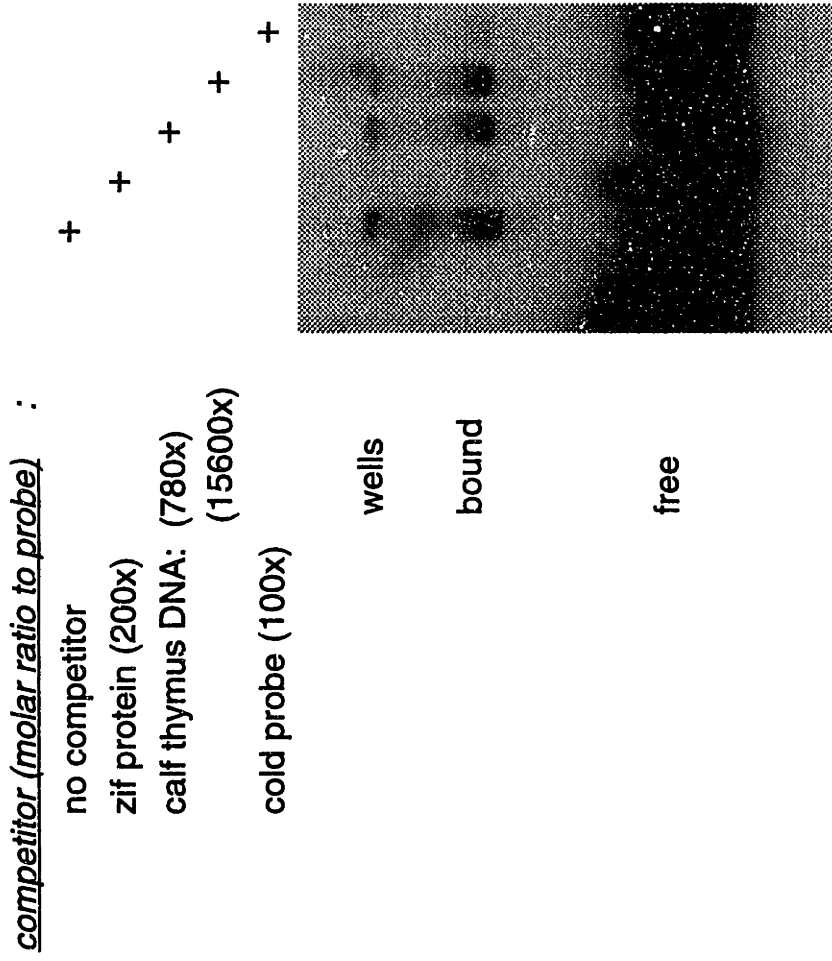 competitor (molar ratio to probe) :
no competitor +
zif protein (200x) +
calf thymus DNA: (780x) +
(15600x) +
cold probe (100x) +
wells
bound
free